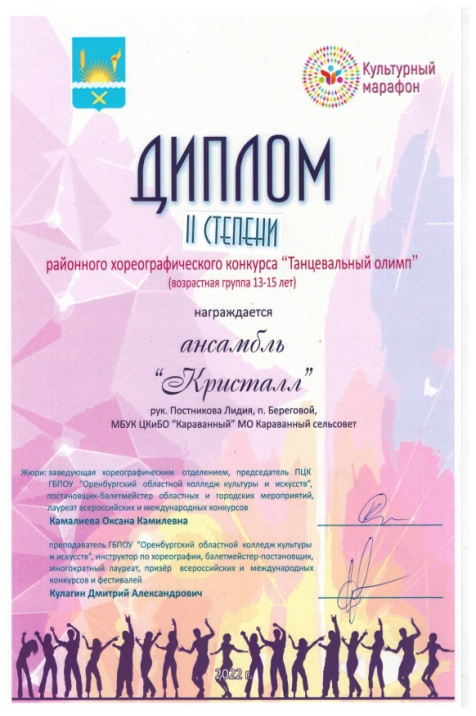 Культурный
марафон
ДИПЛОМ
II СТЕПЕНИ
районного хореографического конкурса “Танцевальный олимп”
(возрастная группа 13-15 лет)
награждается
ансамбль
“Кристалл”
рук. Постникова Лидия, п. Береговой,
МБУК ЦКиБО “Караванный” МО Караванный сельсовет
Жюри: заведующая хореографическим отделением, председатель ПЦК
ГБПОУ “Оренбургский областной колледж культуры и искусств”,
постановщик-балетмейстер областных и городских мероприятий,
лауреат всероссийских и международных конкурсов
Камалиева Оксана Камилевна
преподаватель ГБПОУ “Оренбургский областной колледж культуры
и искусств”, инструктор по хореографии, балетмейстер-постановщик,
многократный лауреат, призёр всероссийских и международных
конкурсов и фестивалей
Кулагин Дмитрий Александрович
2022 г.